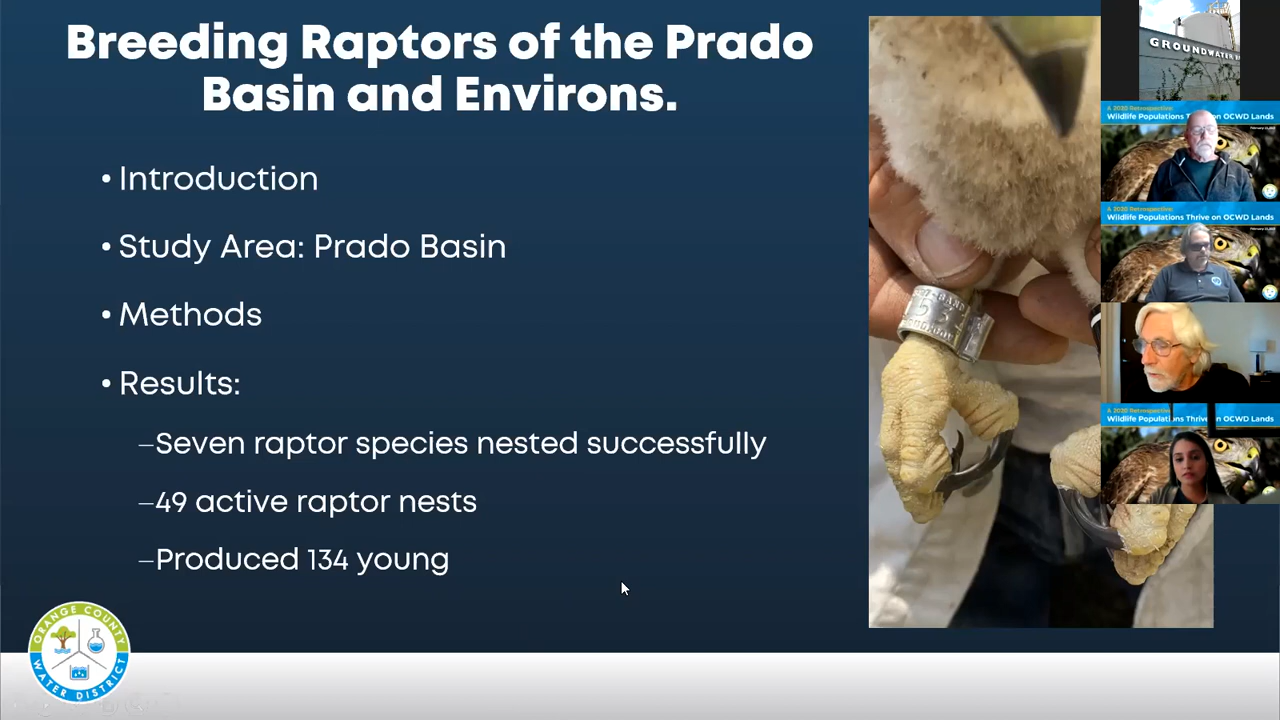 Breeding Raptors of the Prado
Basin and Environs.
• Introduction
• Study Area: Prado Basin
• Methods
• Results:
–Seven raptor species nested successfully
–49 active raptor nests
–Produced 134 young
ORANGE COUNTY
WATER DISTRICT
GROUNDWATER
A 2020 Retrospective:
Wildlife Populations on OCWD Lands
A 2020 Retrospective:
Wildlife Populations Thrive on OCWD Lands
A 2020 Retrospective
Wildlife Populations Thrive on OCWD Lands